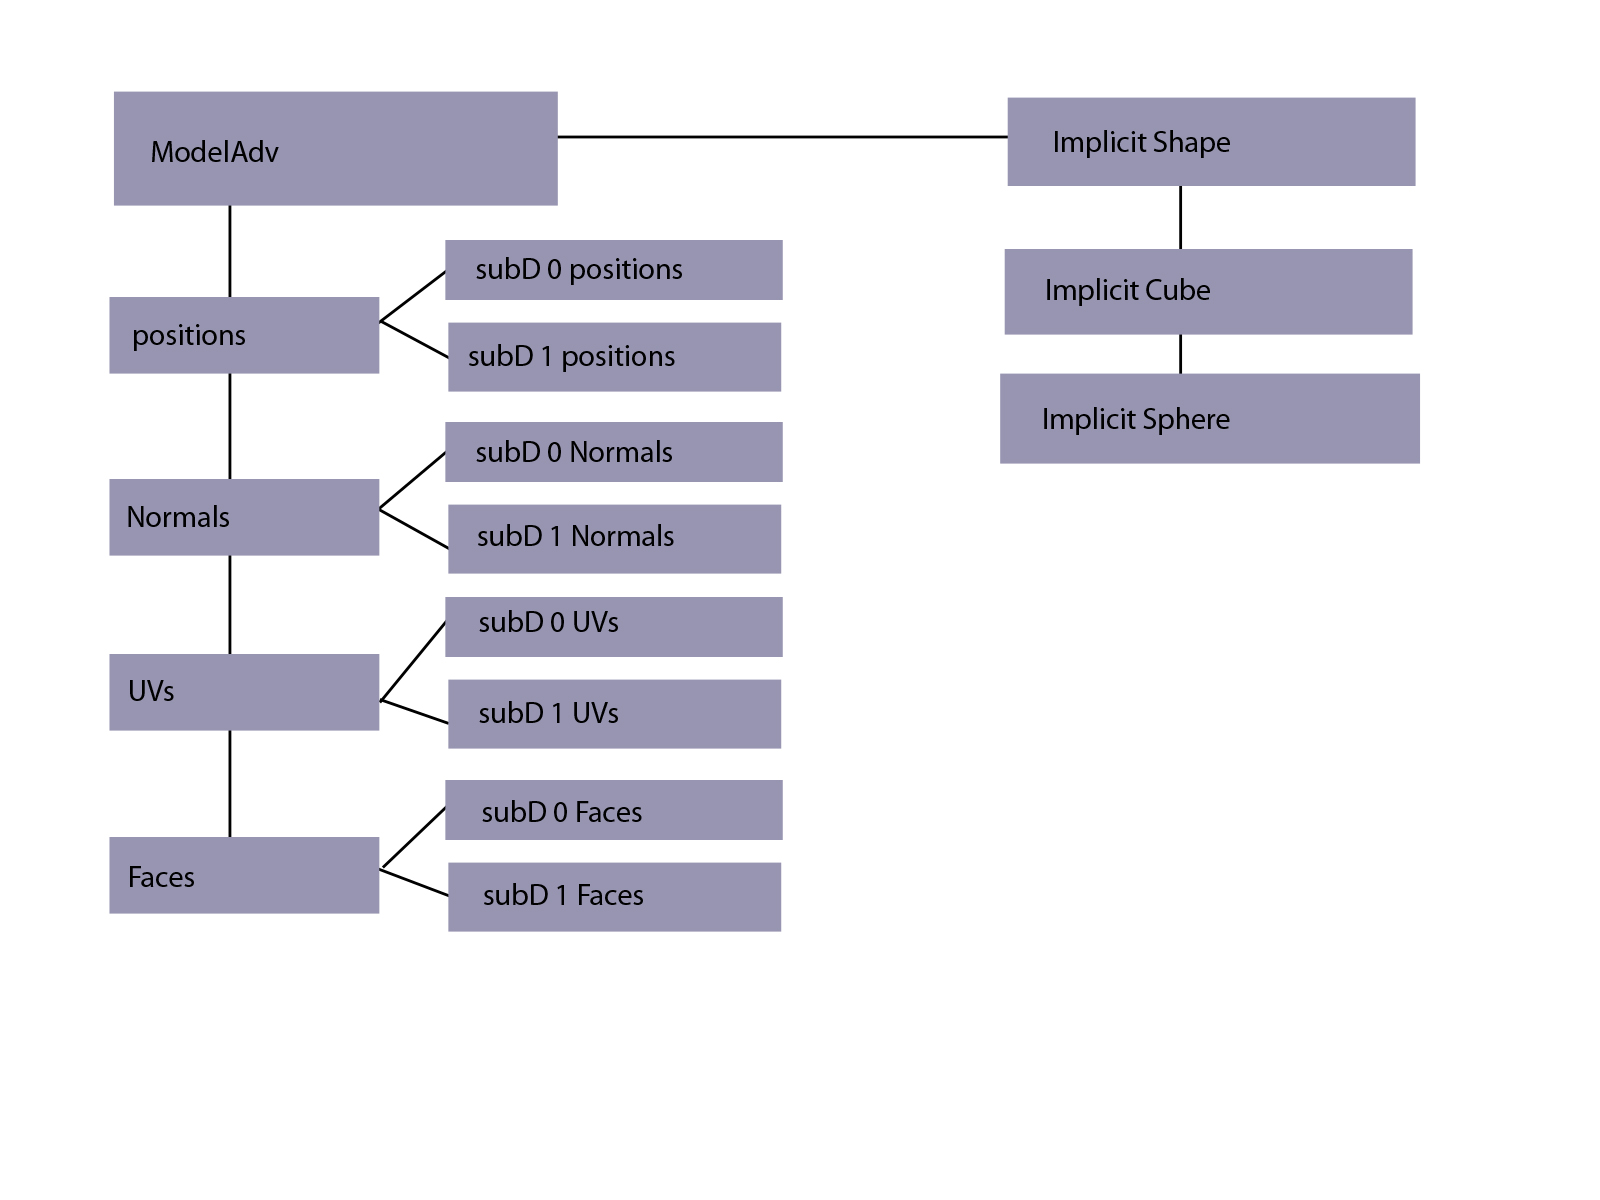 ModelAdv
Implicit Shape
subD 0 positions
Implicit Cube
positions
subD 1 positions
Implicit Sphere
subD 0 Normals
Normals
subD 1 Normals
subD 0 UVs
UVs
subD 1 UVs
subD 0 Faces
Faces
subD 1 Faces